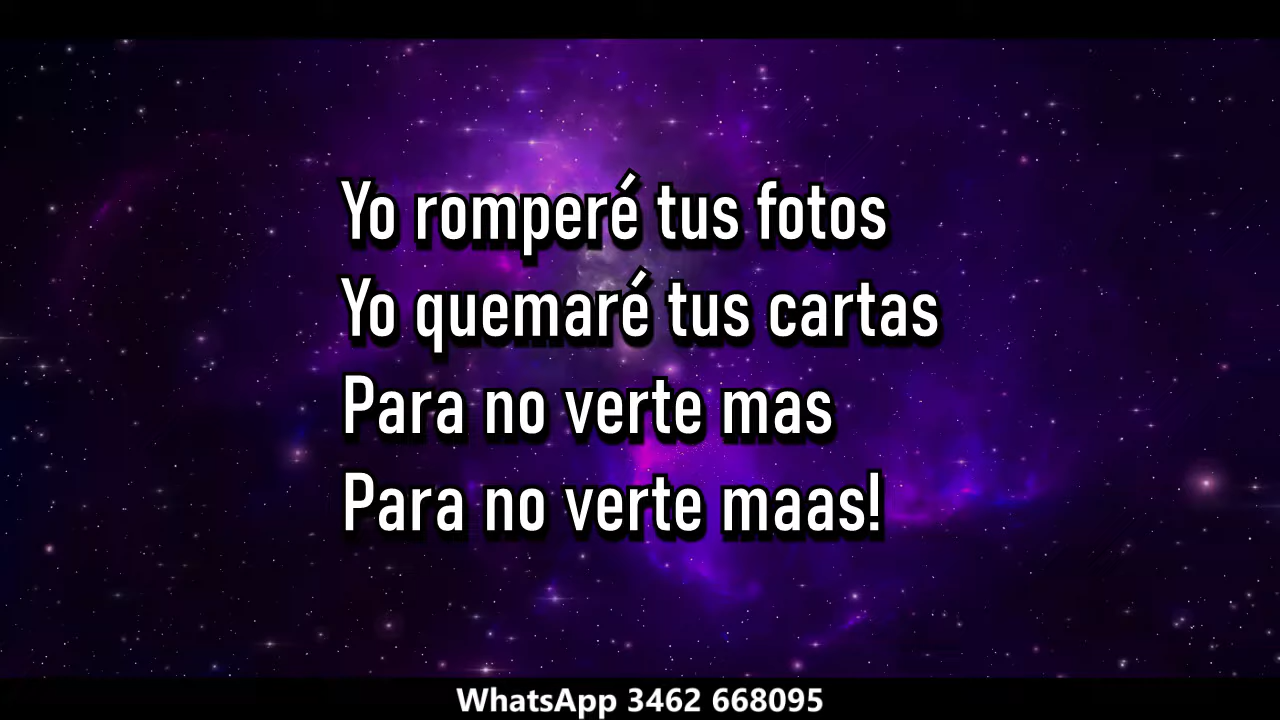 Yo romperé tus fotos
Yo quemaré tus cartas
Para no verte mas
Para no verte maas!
WhatsApp 3462 668095